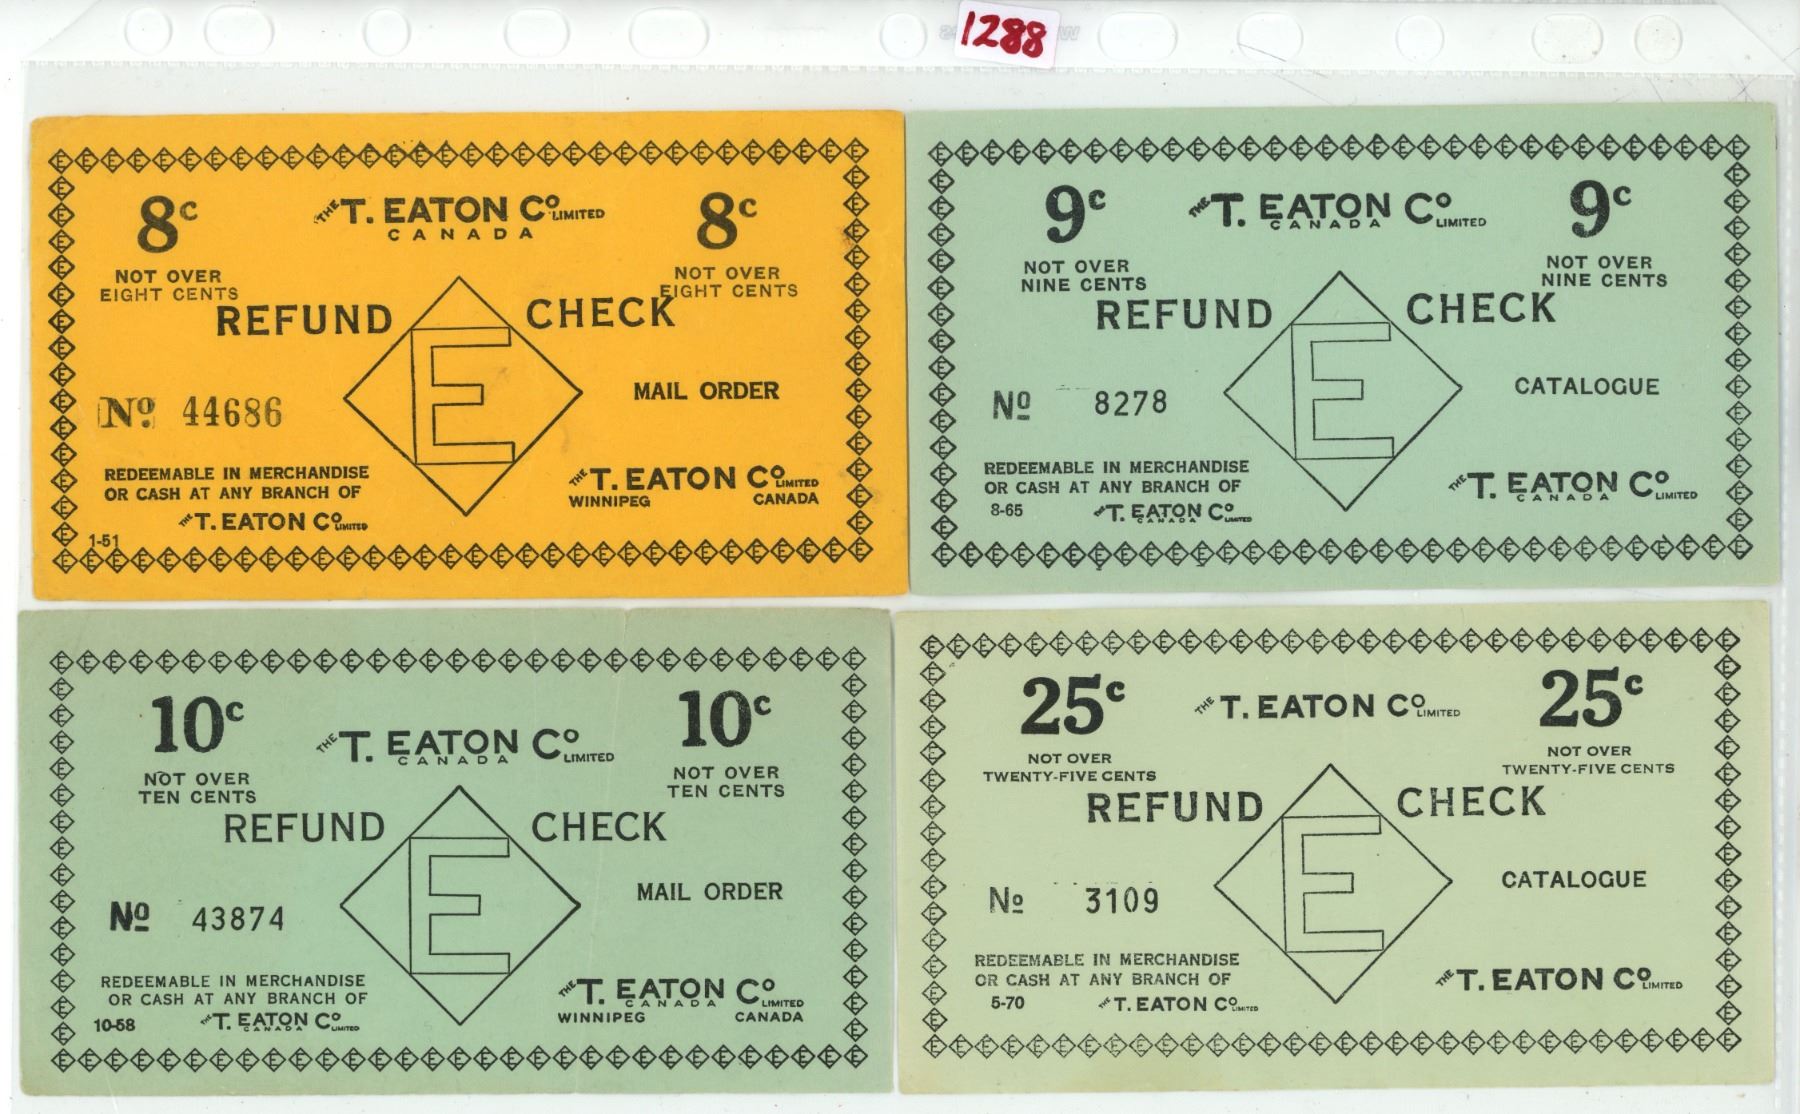 1288
8c THE T. EATON Co LIMITED 8c
CANADA
NOT OVER NOT OVER
EIGHT CENTS EIGHT CENTS
REFUND CHECK
E
MAIL ORDER
No. 44686
REDEEMABLE IN MERCHANDISE
OR CASH AT ANY BRANCH OF
THE T. EATON Co LIMITED
1-51
THE T. EATON Co LIMITED
WINNIPEG CANADA
9c THE T. EATON Co LIMITED 9c
CANADA
NOT OVER NOT OVER
NINE CENTS NINE CENTS
REFUND CHECK
E
CATALOGUE
No 8278
REDEEMABLE IN MERCHANDISE
OR CASH AT ANY BRANCH OF
8-65 THE T. EATON Co LIMITED
CANADA
THE T. EATON Co LIMITED
CANADA
10c THE T. EATON Co LIMITED 10c
CANADA
NOT OVER NOT OVER
TEN CENTS TEN CENTS
REFUND CHECK
E
MAIL ORDER
No 43874
REDEEMABLE IN MERCHANDISE
OR CASH AT ANY BRANCH OF
10-58 THE T. EATON Co LIMITED
CANADA
THE T. EATON Co LIMITED
CANADA
WINNIPEG CANADA
25c THE T. EATON Co LIMITED 25c
NOT OVER NOT OVER
TWENTY-FIVE CENTS TWENTY-FIVE CENTS
REFUND CHECK
E
CATALOGUE
No 3109
REDEEMABLE IN MERCHANDISE
OR CASH AT ANY BRANCH OF
5-70 THE T. EATON Co LIMITED
THE T. EATON Co LIMITED